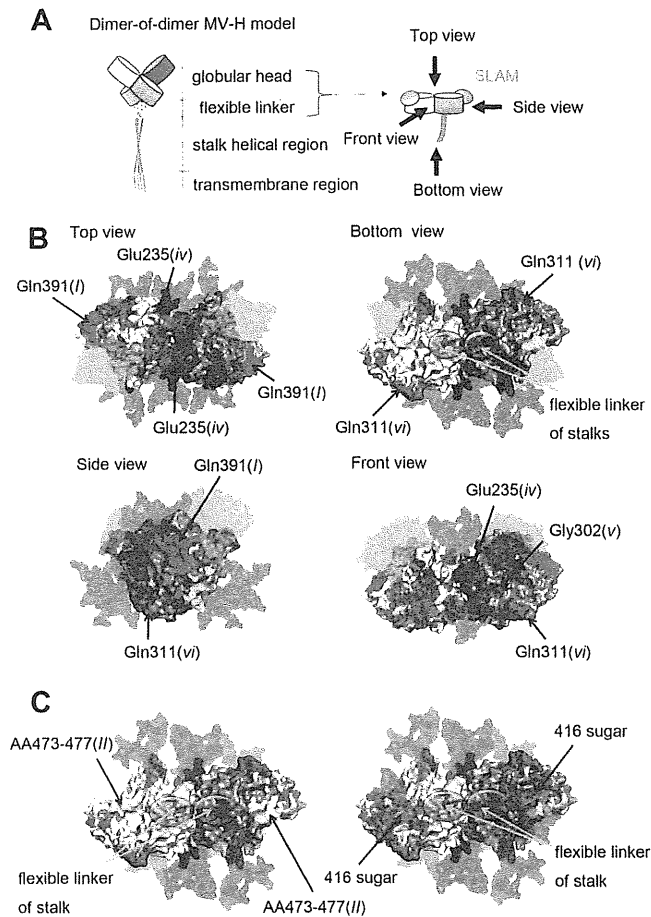 A
Dimer-of-dimer MV-H model
globular head
flexible linker
stalk helical region
transmembrane region
Top view
SLAM
Side view
Front view
Bottom view
B
Top view
Glu235(iv)
Gln391(I)
Gln391(I)
Glu235(iv)
Bottom view
Gln311 (vi)
Gln311(vi)
flexible linker
of stalks
Side view
Gln391(I)
Gln311(vi)
Front view
Glu235(iv)
Gly302(v)
Gln311(vi)
C
AA473-477(II)
flexible linker
of stalk
AA473-477(II)
416 sugar
416 sugar
flexible linker
of stalk